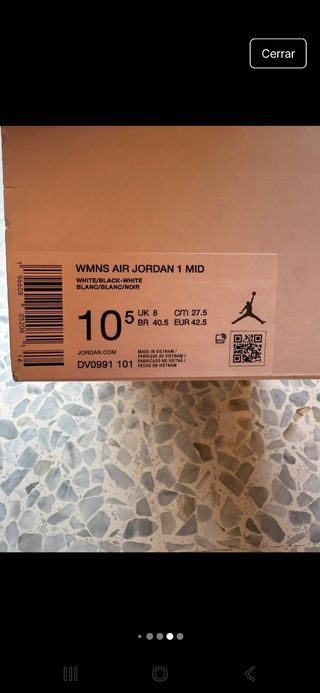 Cerrar
WMNS AIR JORDAN 1 MID
WHITE/BLACK-WHITE
BLANC/BLANC/NOIR
10 5 UK 8 CM 27.5
BR 40.5 EUR 42.5
JORDAN.COM
DV0991 101
MADE IN VIETNAM /
FABRIQUÉ AU VIETNAM /
FABRICADO NO VIETNÃ /
HECHO EN VIETNAM